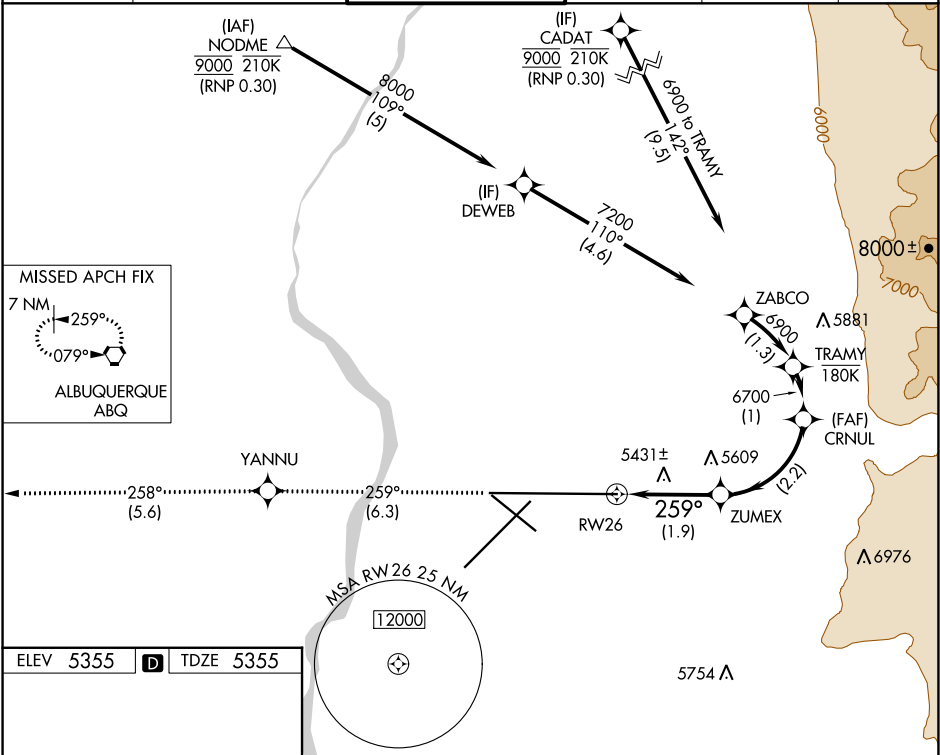 (IAF)
NODME
9000 210K
(RNP 0.30)
(IF)
CADAT
9000 210K
(RNP 0.30)
8000
109°
(5)
6900 to TRAMY
142°
(9.5)
6000
(IF)
DEWEB
7200
110°
(4.6)
8000±
7000
MISSED APCH FIX
7 NM
259°
079°
ALBUQUERQUE
ABQ
ZABCO
6900
(1.3)
5881
TRAMY
180K
6700
(1)
(FAF)
CRNUL
YANNU
5431±
5609
(2.2)
258°
(5.6)
259°
(6.3)
RW26
259°
(1.9)
ZUMEX
6976
MSA RW26 25 NM
12000
5754
ELEV 5355 D TDZE 5355